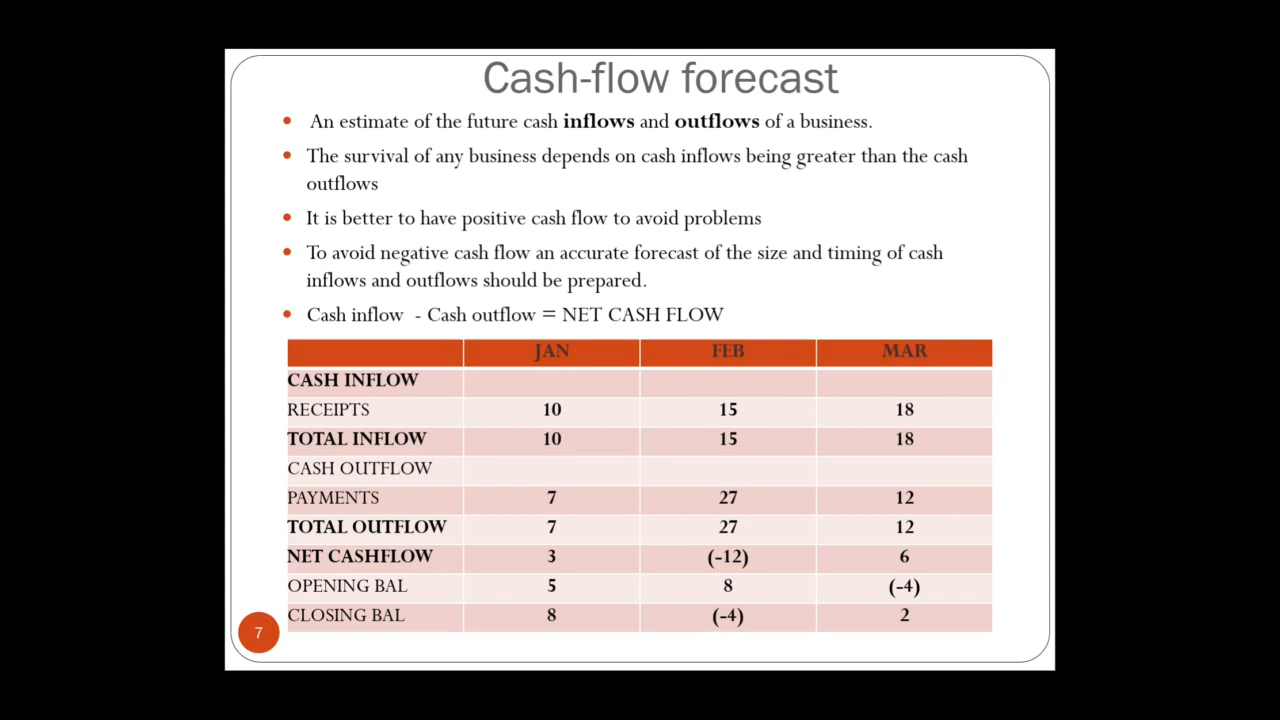 Cash-flow forecast
• An estimate of the future cash inflows and outflows of a business.
• The survival of any business depends on cash inflows being greater than the cash
outflows
• It is better to have positive cash flow to avoid problems
• To avoid negative cash flow an accurate forecast of the size and timing of cash
inflows and outflows should be prepared.
• Cash inflow - Cash outflow = NET CASH FLOW
JAN FEB MAR
CASH INFLOW
RECEIPTS 10 15 18
TOTAL INFLOW 10 15 18
CASH OUTFLOW
PAYMENTS 7 27 12
TOTAL OUTFLOW 7 27 12
NET CASHFLOW 3 (-12) 6
OPENING BAL 5 8 (-4)
CLOSING BAL 8 (-4) 2
7